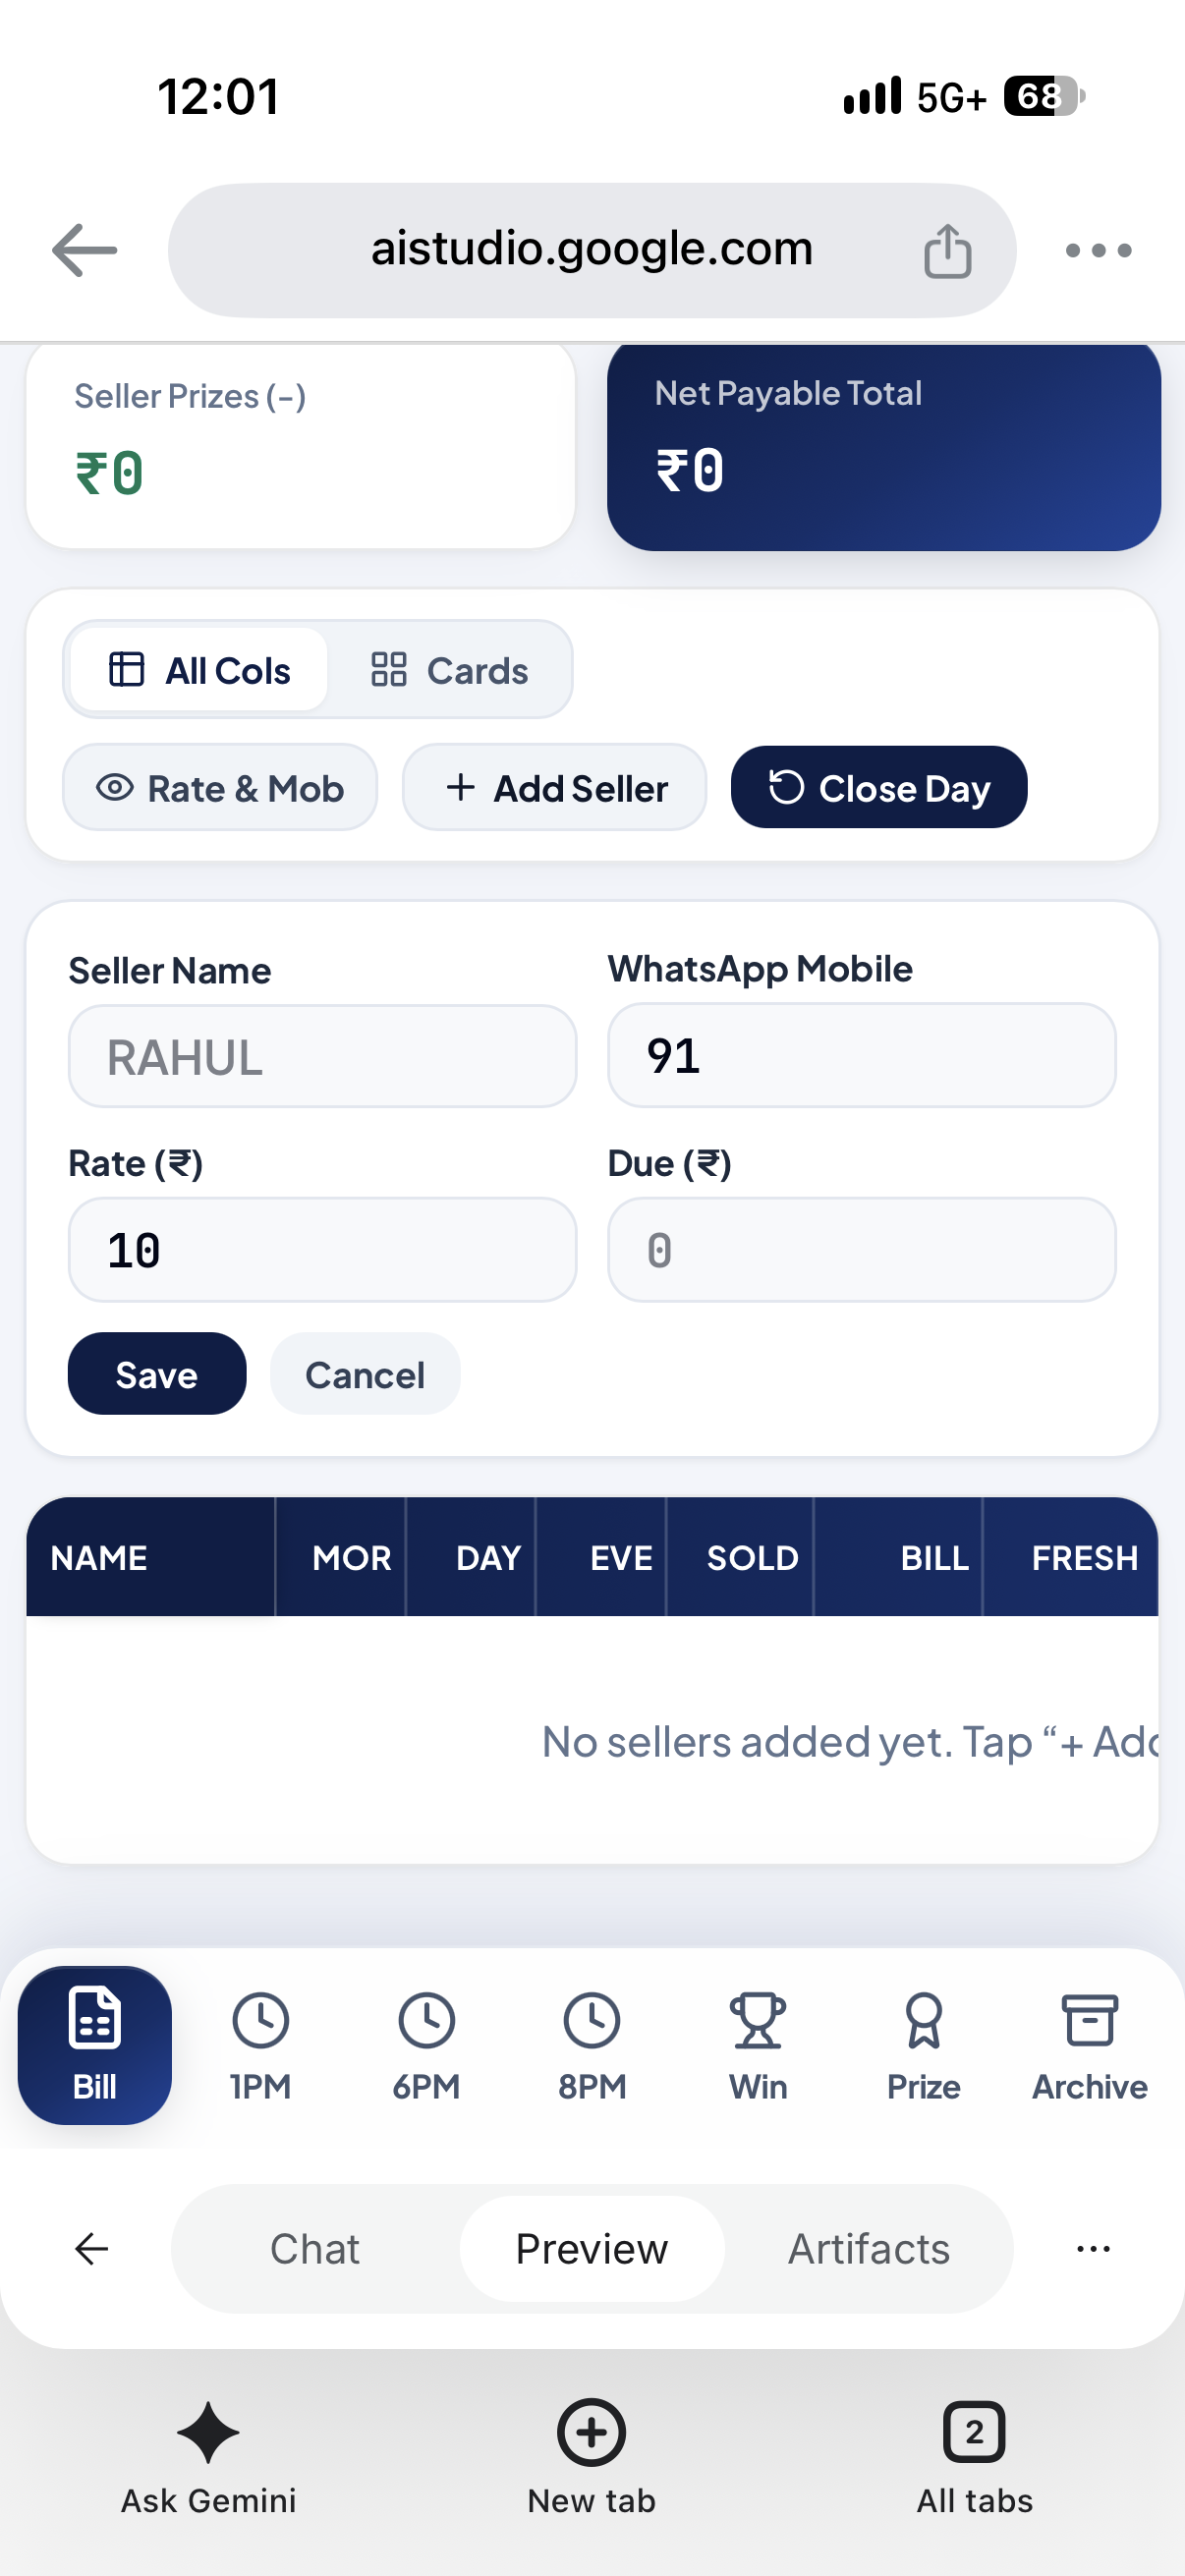 12:01
5G+ 68
aistudio.google.com
Seller Prizes (-)
₹0
Net Payable Total
₹0
All Cols
Cards
Rate & Mob
+ Add Seller
Close Day
Seller Name
WhatsApp Mobile
RAHUL
91
Rate (₹)
Due (₹)
10
0
Save
Cancel
NAME MOR DAY EVE SOLD BILL FRESH
No sellers added yet. Tap “+ Add
Bill
1PM
6PM
8PM
Win
Prize
Archive
Chat
Preview
Artifacts
Ask Gemini
New tab
2
All tabs